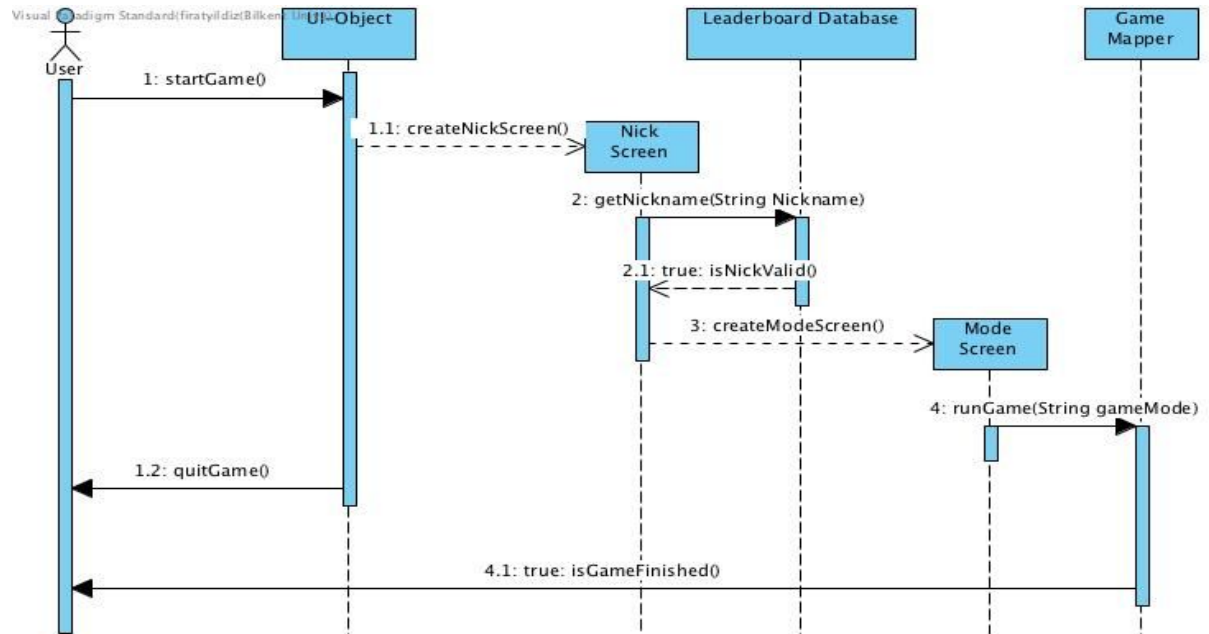 Visual Paradigm Standard(firatyildiz(Bilkent
UI-Object
Leaderboard Database
Game
Mapper
User
1: startGame()
1.1: createNickScreen()
Nick
Screen
2: getNickname(String Nickname)
2.1: true: isNickValid()
3: createModeScreen()
Mode
Screen
4: runGame(String gameMode)
1.2: quitGame()
4.1: true: isGameFinished()